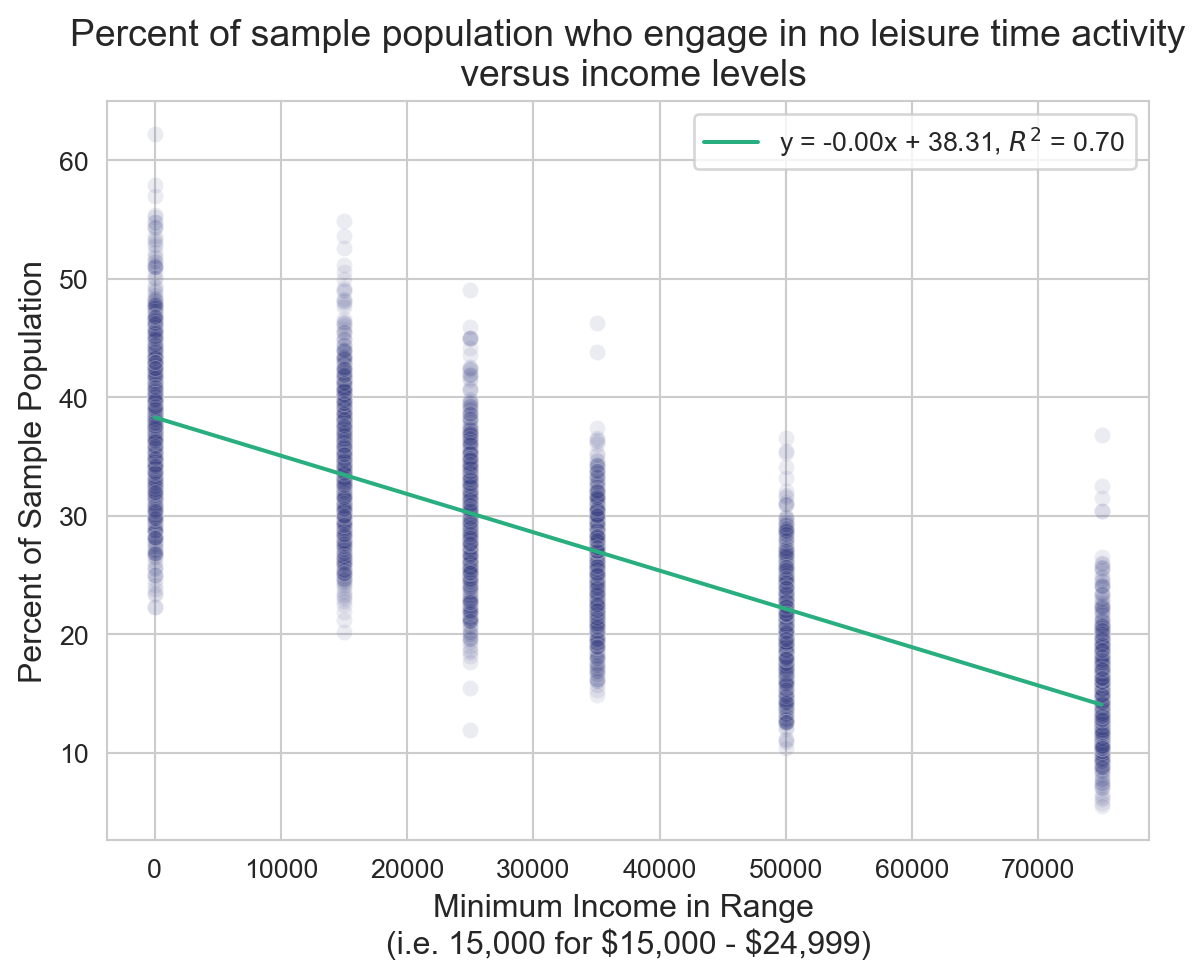 Percent of sample population who engage in no leisure time activity
versus income levels
y = -0.00x + 38.31, R² = 0.70
Percent of Sample Population
60
50
40
30
20
10
0 10000 20000 30000 40000 50000 60000 70000
Minimum Income in Range
(i.e. 15,000 for $15,000 - $24,999)